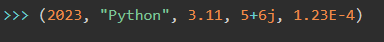 >>> (2023, "Python", 3.11, 5+6j, 1.23E-4)